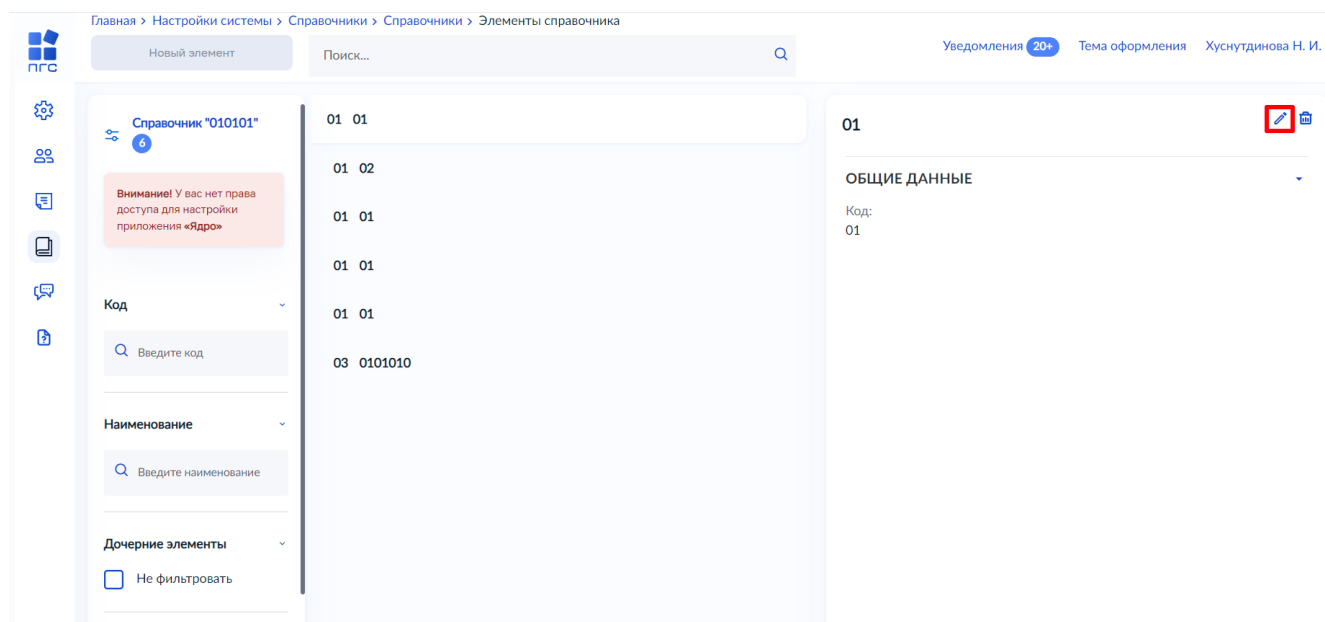 Главная > Настройки системы > Справочники > Справочники > Элементы справочника
Новый элемент
Поиск...
Уведомления 20+
Тема оформления
Хуснутдинова Н. И.
ПГС
Справочник "010101"
6
Внимание! У вас нет права
доступа для настройки
приложения «Ядро»
Код
Введите код
Наименование
Введите наименование
Дочерние элементы
Не фильтровать
01 01
01 02
01 01
01 01
01 01
03 0101010
01
ОБЩИЕ ДАННЫЕ
Код:
01